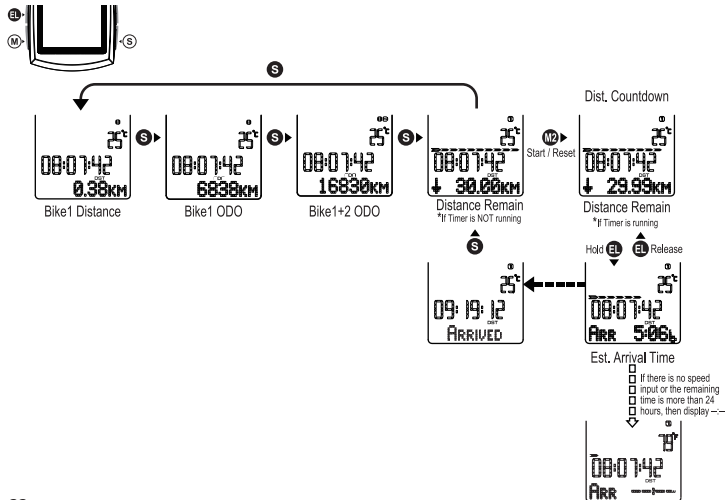 EL
M
S
S
Dist. Countdown
25°C
08:07:42
DST
0.38KM
Bike1 Distance
S
25°C
08:07:42
6838KM
Bike1 ODO
S
25°C
08:07:42
16830KM
Bike1+2 ODO
S
25°C
08:07:42
DST
30.00KM
Distance Remain
*If Timer is NOT running
M2
Start / Reset
25°C
08:07:42
DST
29.99KM
Distance Remain
*If Timer is running
S
Hold EL EL Release
25°C
09:19:12
DST
ARRIVED
25°C
08:07:42
DST
ARR 5:06h
Est. Arrival Time
If there is no speed
input or the remaining
time is more than 24
hours, then display –:–
79°F
08:07:42
DST
ARR --:--